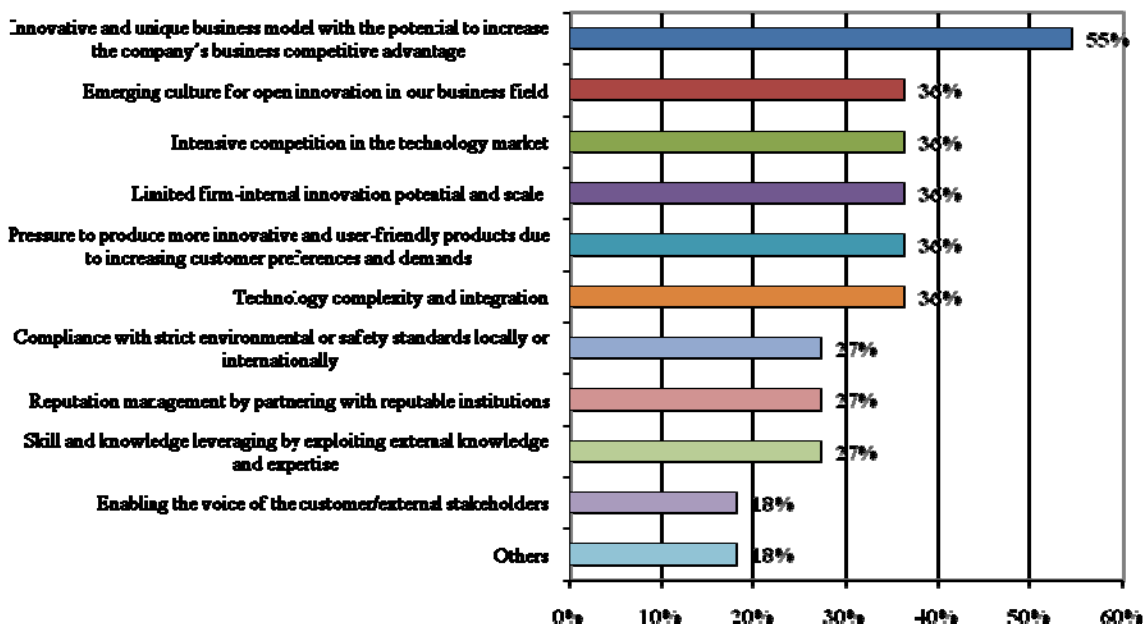 Innovative and unique business model with the potential to increase
the company's business competitive advantage
55%
Emerging culture for open innovation in our business field
36%
Intensive competition in the technology market
36%
Limited firm-internal innovation potential and scale
36%
Pressure to produce more innovative and user-friendly products due
to increasing customer preferences and demands
36%
Technology complexity and integration
36%
Compliance with strict environmental or safety standards locally or
internationally
27%
Reputation management by partnering with reputable institutions
27%
Skill and knowledge leveraging by exploiting external knowledge
and expertise
27%
Enabling the voice of the customer/external stakeholders
18%
Others
18%
0% 10% 20% 30% 40% 50% 60%